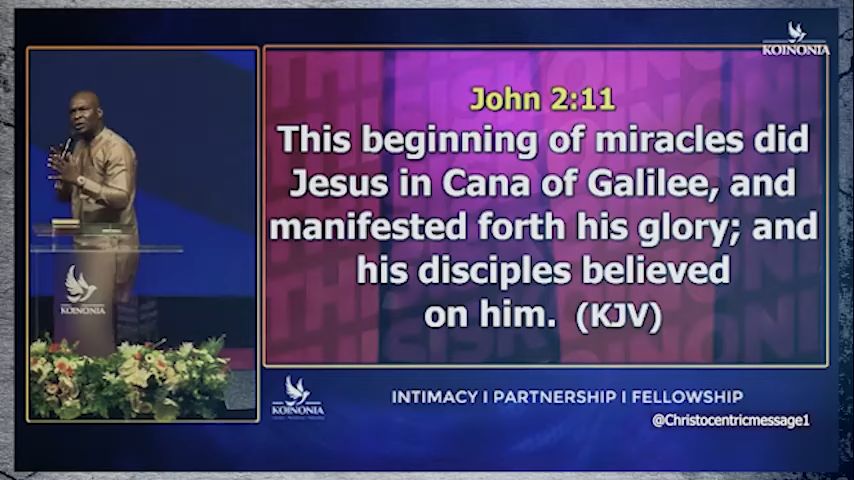 KOINONIA
John 2:11
This beginning of miracles did
Jesus in Cana of Galilee, and
manifested forth his glory; and
his disciples believed
on him. (KJV)
KOINONIA
KOINONIA
INTIMACY I PARTNERSHIP I FELLOWSHIP
@Christocentricmessage1